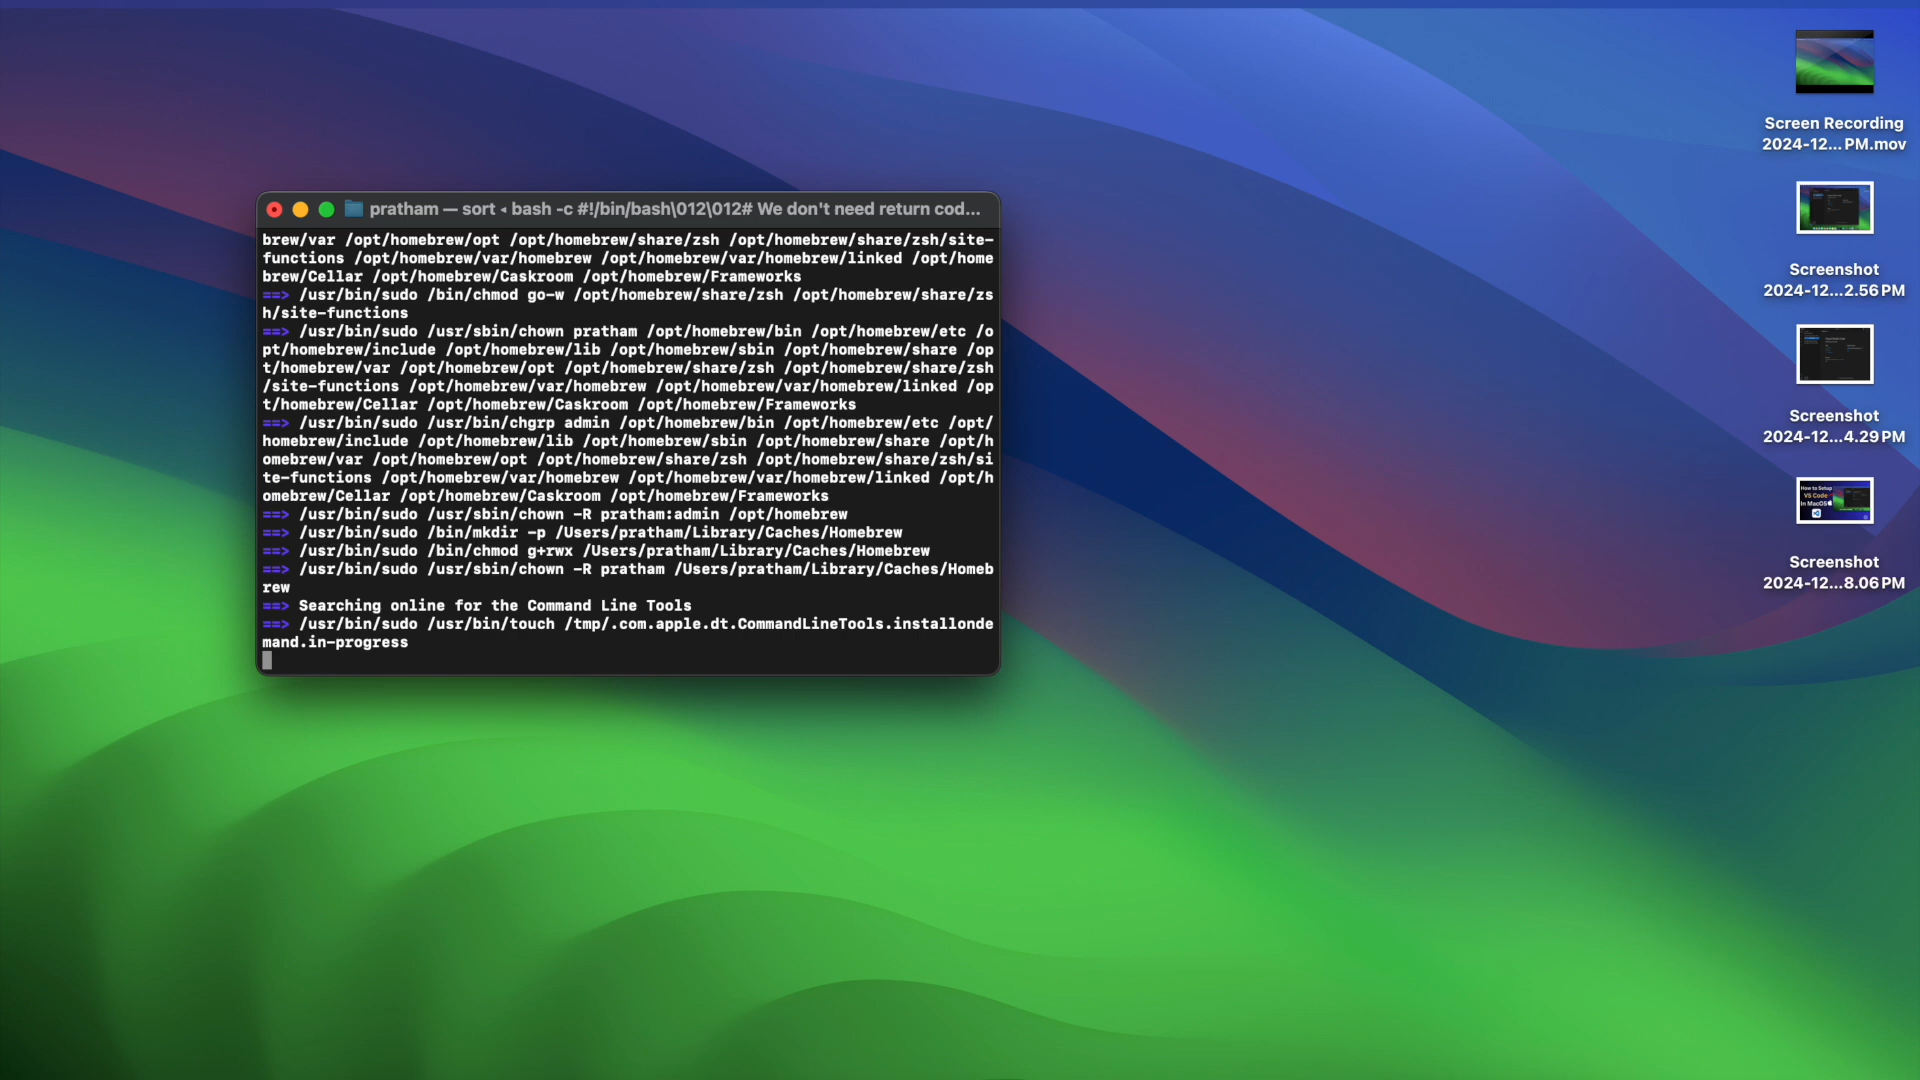 pratham — sort ◂ bash -c #!/bin/bash\012\012# We don't need return cod...
brew/var /opt/homebrew/opt /opt/homebrew/share/zsh /opt/homebrew/share/zsh/site-
functions /opt/homebrew/var/homebrew /opt/homebrew/var/homebrew/linked /opt/home
brew/Cellar /opt/homebrew/Caskroom /opt/homebrew/Frameworks
==> /usr/bin/sudo /bin/chmod go-w /opt/homebrew/share/zsh /opt/homebrew/share/zs
h/site-functions
==> /usr/bin/sudo /usr/sbin/chown pratham /opt/homebrew/bin /opt/homebrew/etc /o
pt/homebrew/include /opt/homebrew/lib /opt/homebrew/sbin /opt/homebrew/share /op
t/homebrew/var /opt/homebrew/opt /opt/homebrew/share/zsh /opt/homebrew/share/zsh
/site-functions /opt/homebrew/var/homebrew /opt/homebrew/var/homebrew/linked /op
t/homebrew/Cellar /opt/homebrew/Caskroom /opt/homebrew/Frameworks
==> /usr/bin/sudo /usr/bin/chgrp admin /opt/homebrew/bin /opt/homebrew/etc /opt/
homebrew/include /opt/homebrew/lib /opt/homebrew/sbin /opt/homebrew/share /opt/h
omebrew/var /opt/homebrew/opt /opt/homebrew/share/zsh /opt/homebrew/share/zsh/si
te-functions /opt/homebrew/var/homebrew /opt/homebrew/var/homebrew/linked /opt/h
omebrew/Cellar /opt/homebrew/Caskroom /opt/homebrew/Frameworks
==> /usr/bin/sudo /usr/sbin/chown -R pratham:admin /opt/homebrew
==> /usr/bin/sudo /bin/mkdir -p /Users/pratham/Library/Caches/Homebrew
==> /usr/bin/sudo /bin/chmod g+rwx /Users/pratham/Library/Caches/Homebrew
==> /usr/bin/sudo /usr/sbin/chown -R pratham /Users/pratham/Library/Caches/Homeb
rew
==> Searching online for the Command Line Tools
==> /usr/bin/sudo /usr/bin/touch /tmp/.com.apple.dt.CommandLineTools.installonde
mand.in-progress
Screen Recording
2024-12...PM.mov
Screenshot
2024-12...2.56 PM
Screenshot
2024-12...4.29 PM
How to Setup
VS Code
In MacOS
Screenshot
2024-12...8.06 PM